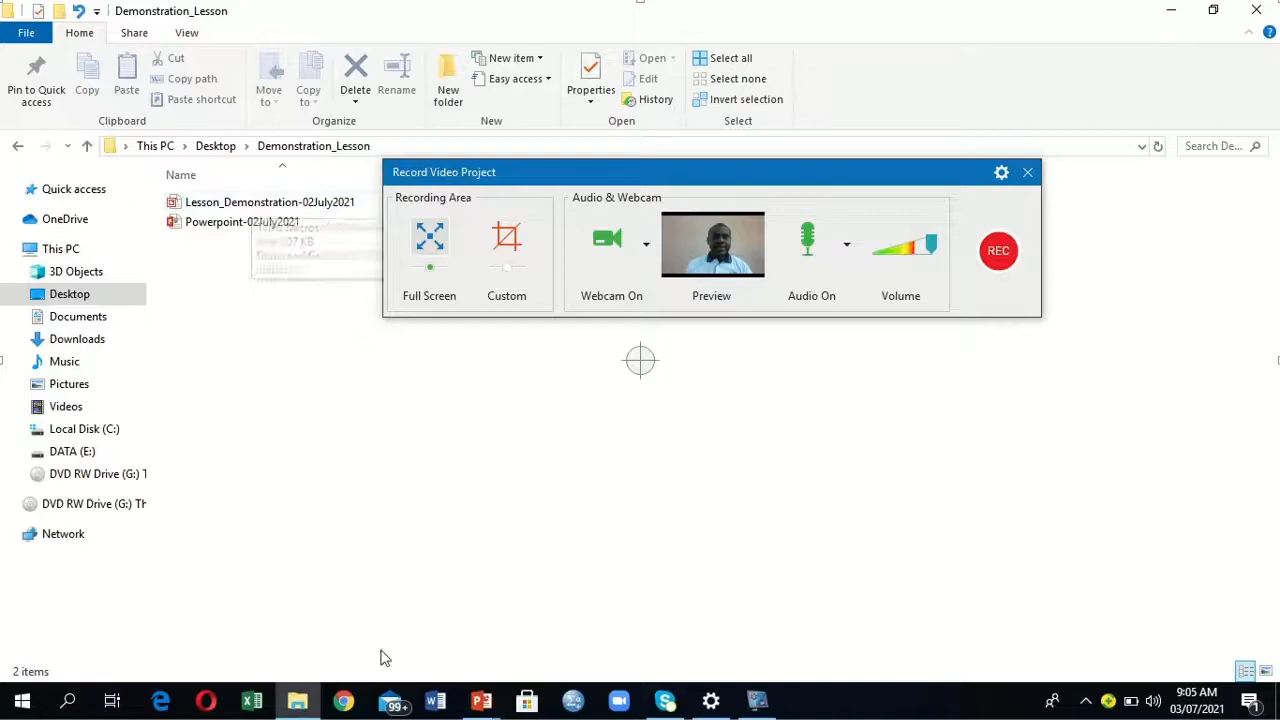 Demonstration_Lesson
File
Home
Share
View
Pin to Quick access
Copy
Paste
Cut
Copy path
Paste shortcut
Clipboard
Move to
Copy to
Delete
Rename
Organize
New folder
New item
Easy access
New
Properties
Open
Edit
History
Open
Select all
Select none
Invert selection
Select
This PC
Desktop
Demonstration_Lesson
Search De...
Name
Quick access
OneDrive
This PC
3D Objects
Desktop
Documents
Downloads
Music
Pictures
Videos
Local Disk (C:)
DATA (E:)
DVD RW Drive (G:) T
DVD RW Drive (G:) Th
Network
Lesson_Demonstration-02July2021
Powerpoint-02July2021
Record Video Project
Recording Area
Full Screen
Custom
Audio & Webcam
Webcam On
Preview
Audio On
Volume
REC
2 items
99+
9:05 AM
03/07/2021
1